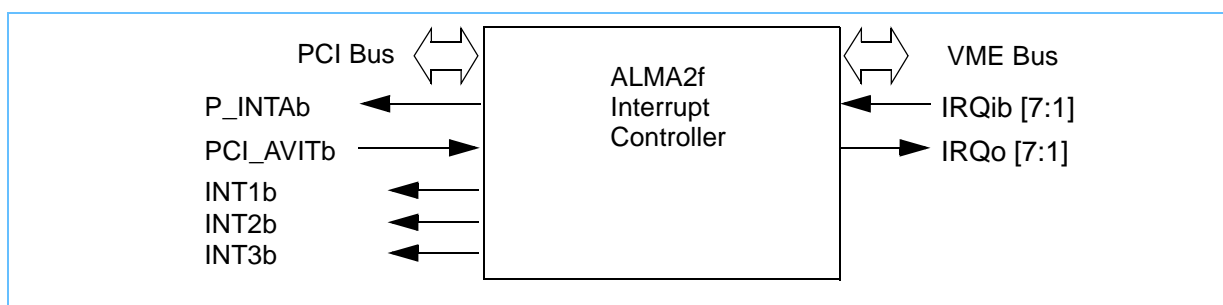 PCI Bus
ALMA2f
Interrupt
Controller
VME Bus
P_INTAb
IRQib [7:1]
PCI_AVITb
IRQo [7:1]
INT1b
INT2b
INT3b